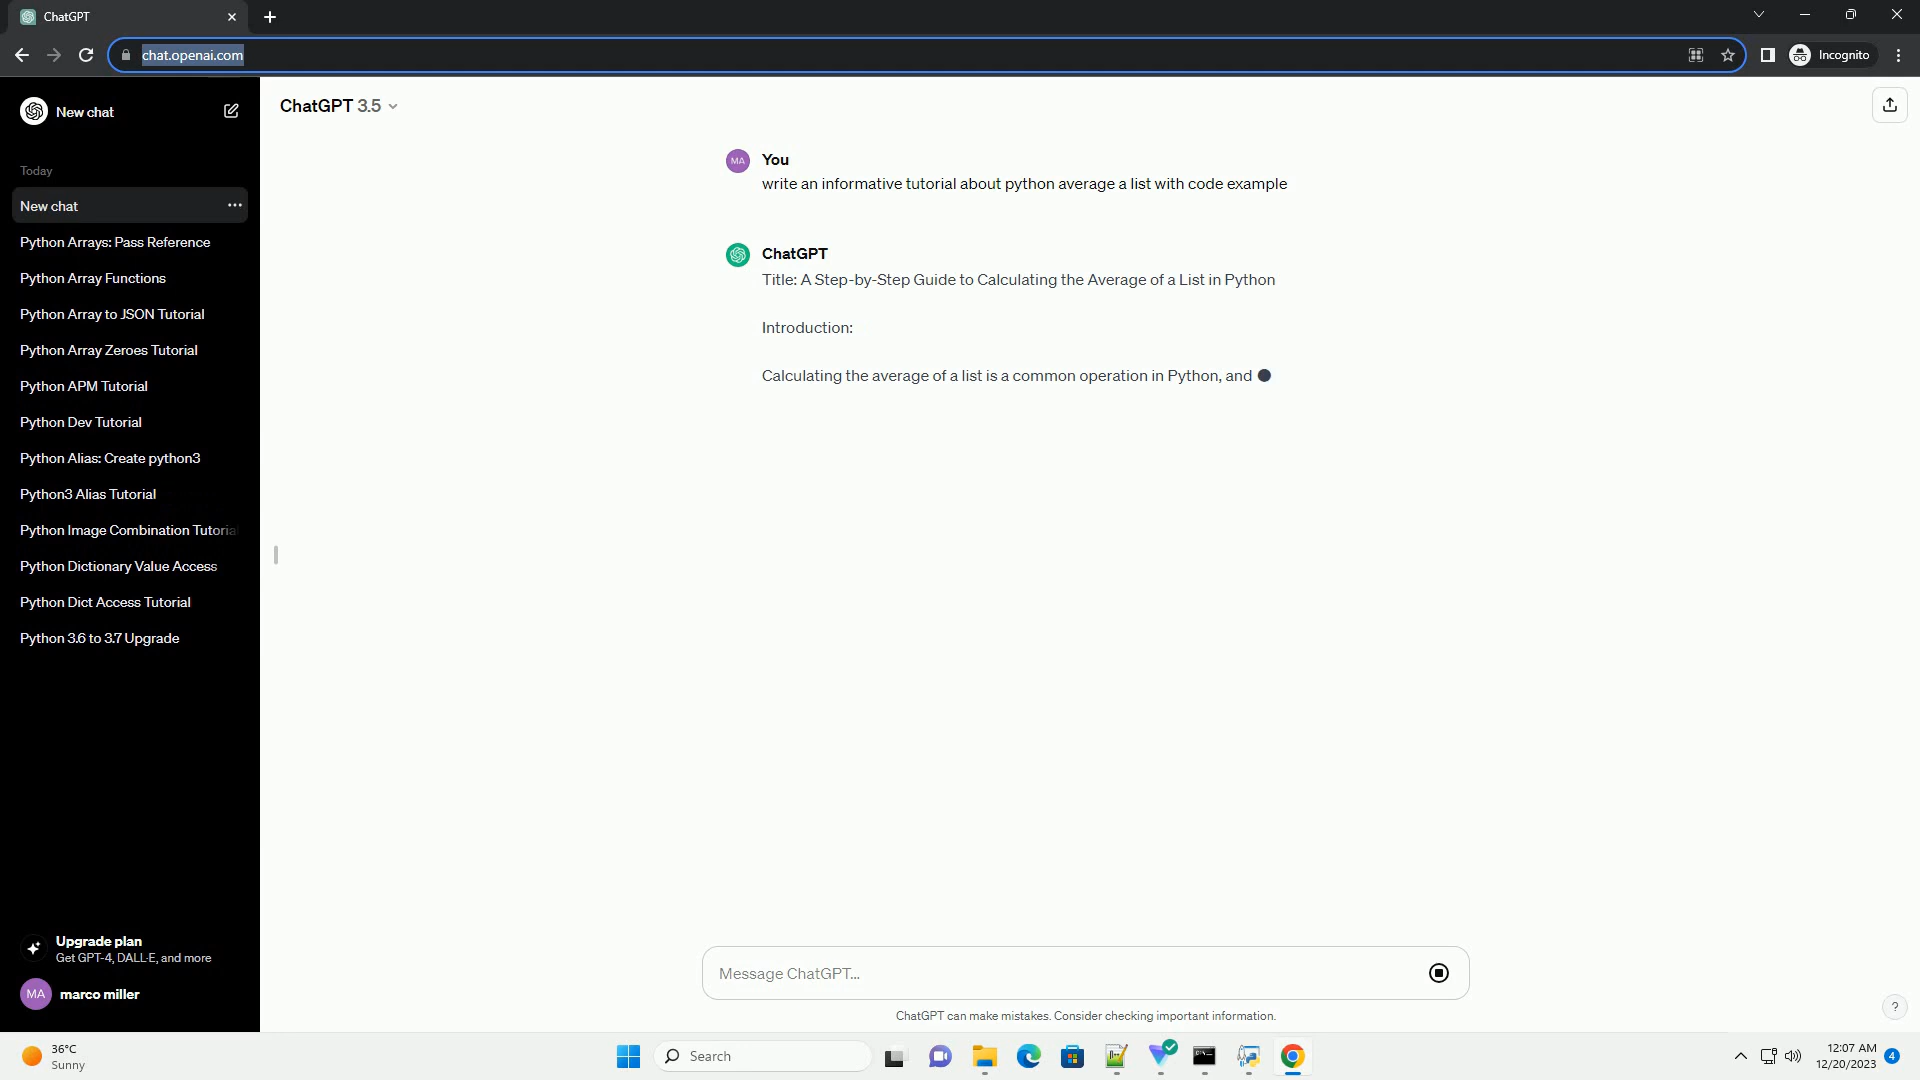 ChatGPT
chat.openai.com
Incognito
New chat
Today
New chat
Python Arrays: Pass Reference
Python Array Functions
Python Array to JSON Tutorial
Python Array Zeroes Tutorial
Python APM Tutorial
Python Dev Tutorial
Python Alias: Create python3
Python3 Alias Tutorial
Python Image Combination Tutoria
Python Dictionary Value Access
Python Dict Access Tutorial
Python 3.6 to 3.7 Upgrade
Upgrade plan
Get GPT-4, DALL·E, and more
MA marco miller
ChatGPT 3.5
MA You
write an informative tutorial about python average a list with code example
ChatGPT
Title: A Step-by-Step Guide to Calculating the Average of a List in Python
Introduction:
Calculating the average of a list is a common operation in Python, and
Message ChatGPT...
ChatGPT can make mistakes. Consider checking important information.
?
36°C
Sunny
Search
12:07 AM
12/20/2023
4